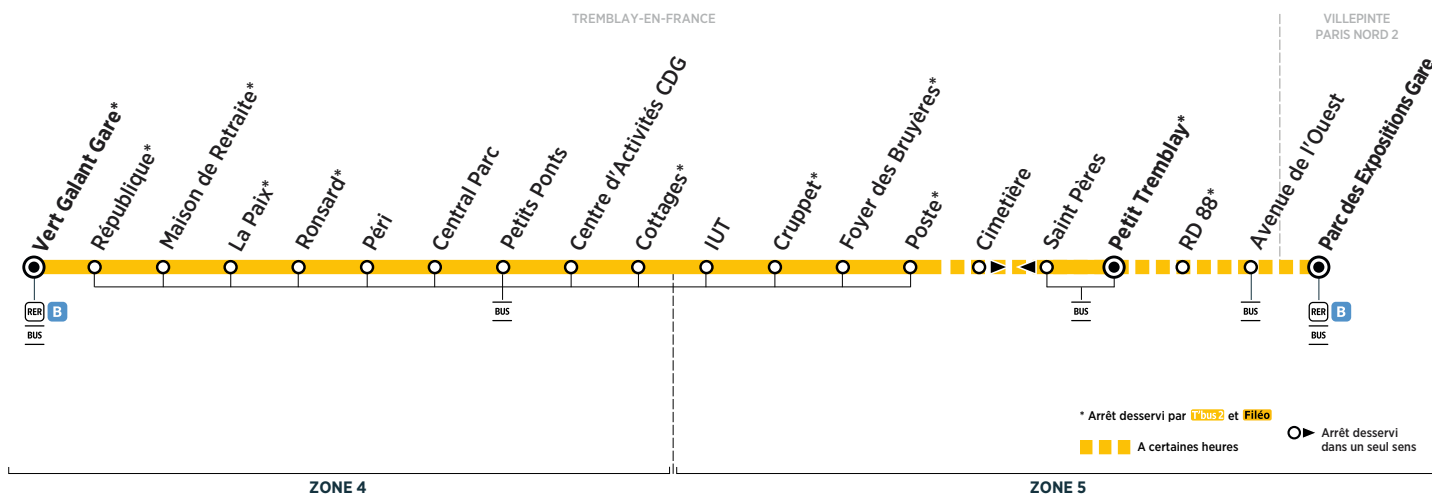 TREMBLAY-EN-FRANCE
VILLEPINTE
PARIS NORD 2
Vert Galant Gare*
République*
Maison de Retraite*
La Paix*
Ronsard*
Péri
Central Parc
Petits Ponts
Centre d'Activités CDG
Cottages*
IUT
Cruppet*
Foyer des Bruyères*
Poste*
Cimetière
Saint Pères
Petit Tremblay*
RD 88*
Avenue de l'Ouest
Parc des Expositions Gare
RER B
BUS
BUS
BUS
BUS
RER B
BUS
* Arrêt desservi par T'bus 2 et Filéo
A certaines heures
Arrêt desservi
dans un seul sens
ZONE 4
ZONE 5